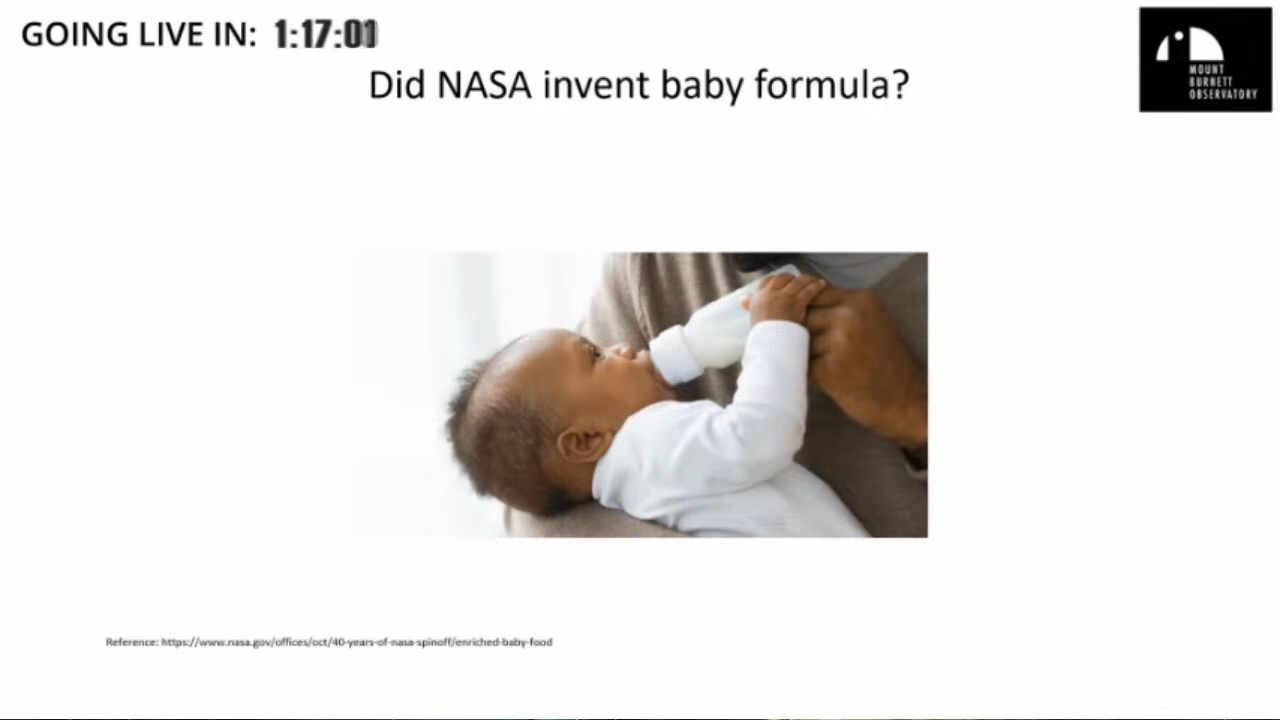 GOING LIVE IN: 1:17:01
Did NASA invent baby formula?
MOUNT
BURNETT
OBSERVATORY
Reference: https://www.nasa.gov/offices/oct/40-years-of-nasa-spinoff/enriched-baby-food